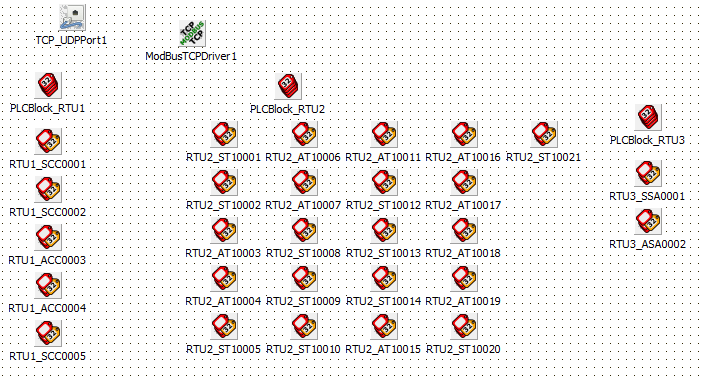 TCP_UDPPort1
ModBusTCPDriver1
PLCBlock_RTU1
PLCBlock_RTU2
PLCBlock_RTU3
RTU1_SCC0001
RTU1_SCC0002
RTU1_ACC0003
RTU1_ACC0004
RTU1_SCC0005
RTU2_ST10001 RTU2_AT10006 RTU2_AT10011 RTU2_AT10016 RTU2_ST10021
RTU2_ST10002 RTU2_AT10007 RTU2_ST10012 RTU2_AT10017
RTU2_AT10003 RTU2_ST10008 RTU2_ST10013 RTU2_AT10018
RTU2_AT10004 RTU2_ST10009 RTU2_ST10014 RTU2_AT10019
RTU2_ST10005 RTU2_ST10010 RTU2_AT10015 RTU2_ST10020
RTU3_SSA0001
RTU3_ASA0002